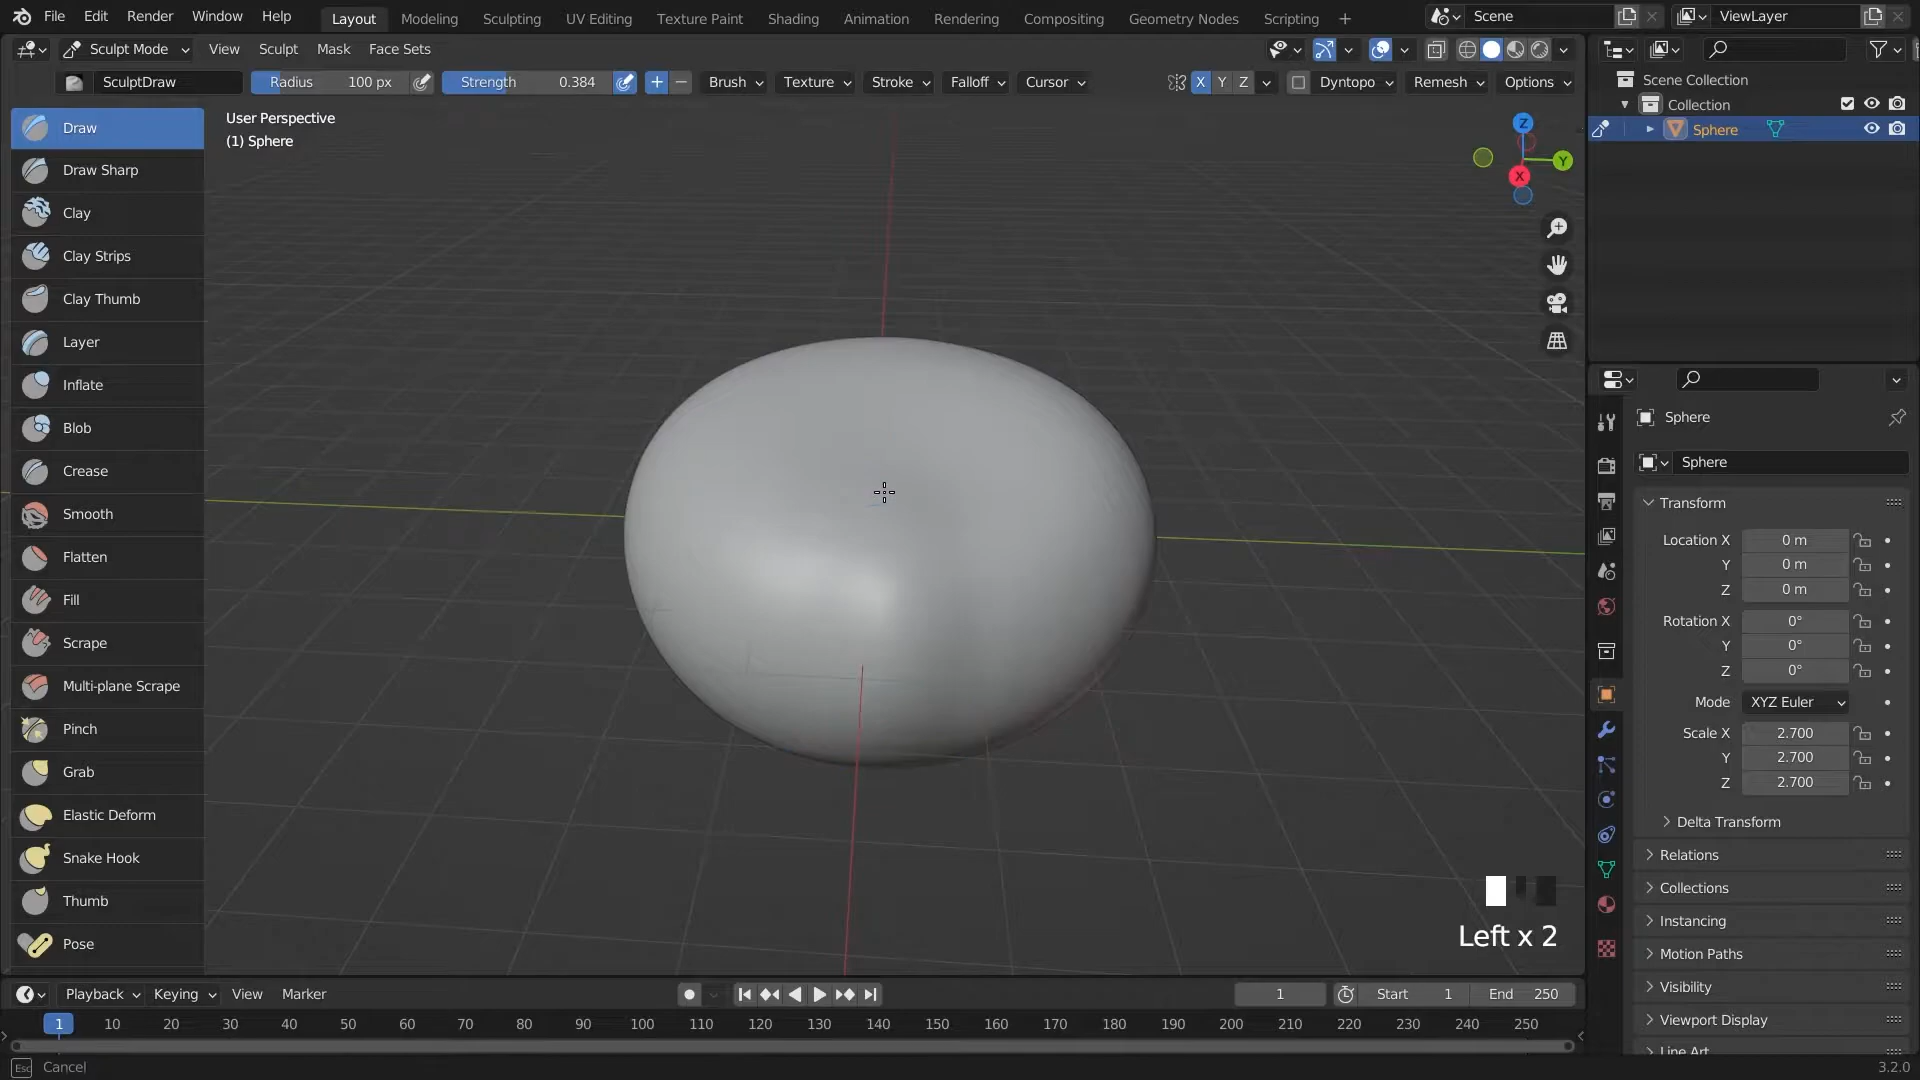 File Edit Render Window Help Layout Modeling Sculpting UV Editing Texture Paint Shading Animation Rendering Compositing Geometry Nodes Scripting + Scene ViewLayer
Sculpt Mode View Sculpt Mask Face Sets
SculptDraw Radius 100 px Strength 0.384 + − Brush Texture Stroke Falloff Cursor X Y Z Dyntopo Remesh Options
User Perspective
(1) Sphere
Draw
Draw Sharp
Clay
Clay Strips
Clay Thumb
Layer
Inflate
Blob
Crease
Smooth
Flatten
Fill
Scrape
Multi-plane Scrape
Pinch
Grab
Elastic Deform
Snake Hook
Thumb
Pose
Z
Y
X
Left x 2
Scene Collection
Collection
Sphere
Sphere
Sphere
Transform
Location X 0 m
Y 0 m
Z 0 m
Rotation X 0°
Y 0°
Z 0°
Mode XYZ Euler
Scale X 2.700
Y 2.700
Z 2.700
Delta Transform
Relations
Collections
Instancing
Motion Paths
Visibility
Viewport Display
Line Art
Playback Keying View Marker 1 Start 1 End 250
1 10 20 30 40 50 60 70 80 90 100 110 120 130 140 150 160 170 180 190 200 210 220 230 240 250
Esc Cancel 3.2.0